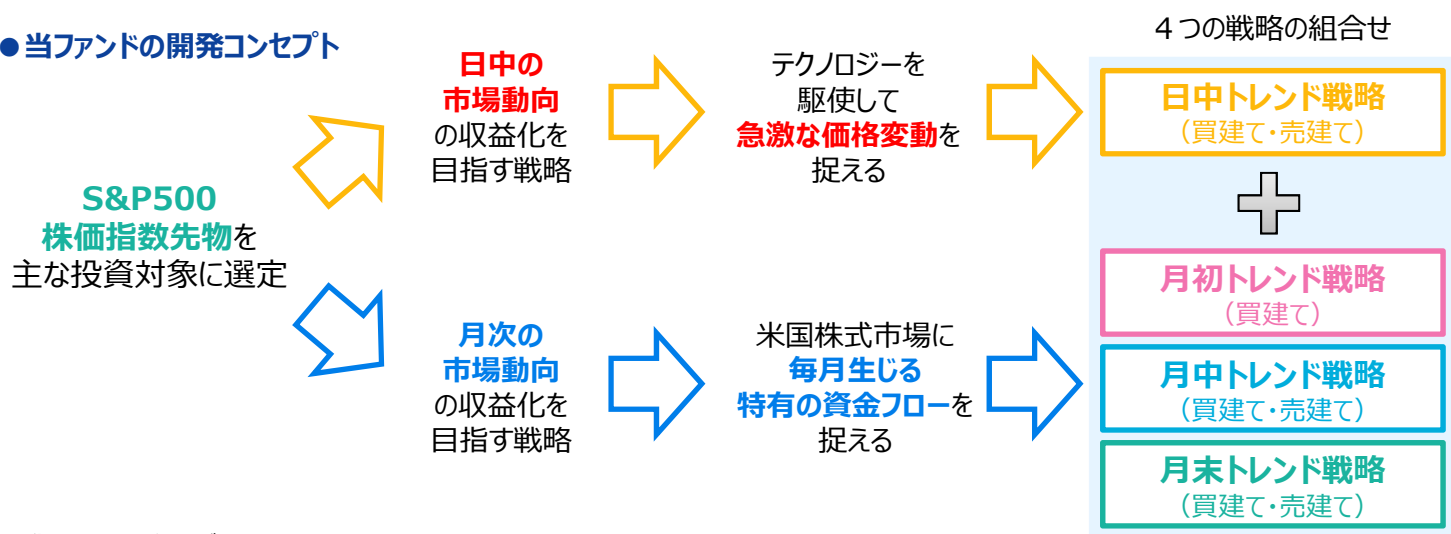 ●当ファンドの開発コンセプト
S&P500
株価指数先物を
主な投資対象に選定
日中の
市場動向
の収益化を
目指す戦略
テクノロジーを
駆使して
急激な価格変動を
捉える
月次の
市場動向
の収益化を
目指す戦略
米国株式市場に
毎月生じる
特有の資金フローを
捉える
4つの戦略の組合せ
日中トレンド戦略
（買建て・売建て）
月初トレンド戦略
（買建て）
月中トレンド戦略
（買建て・売建て）
月末トレンド戦略
（買建て・売建て）